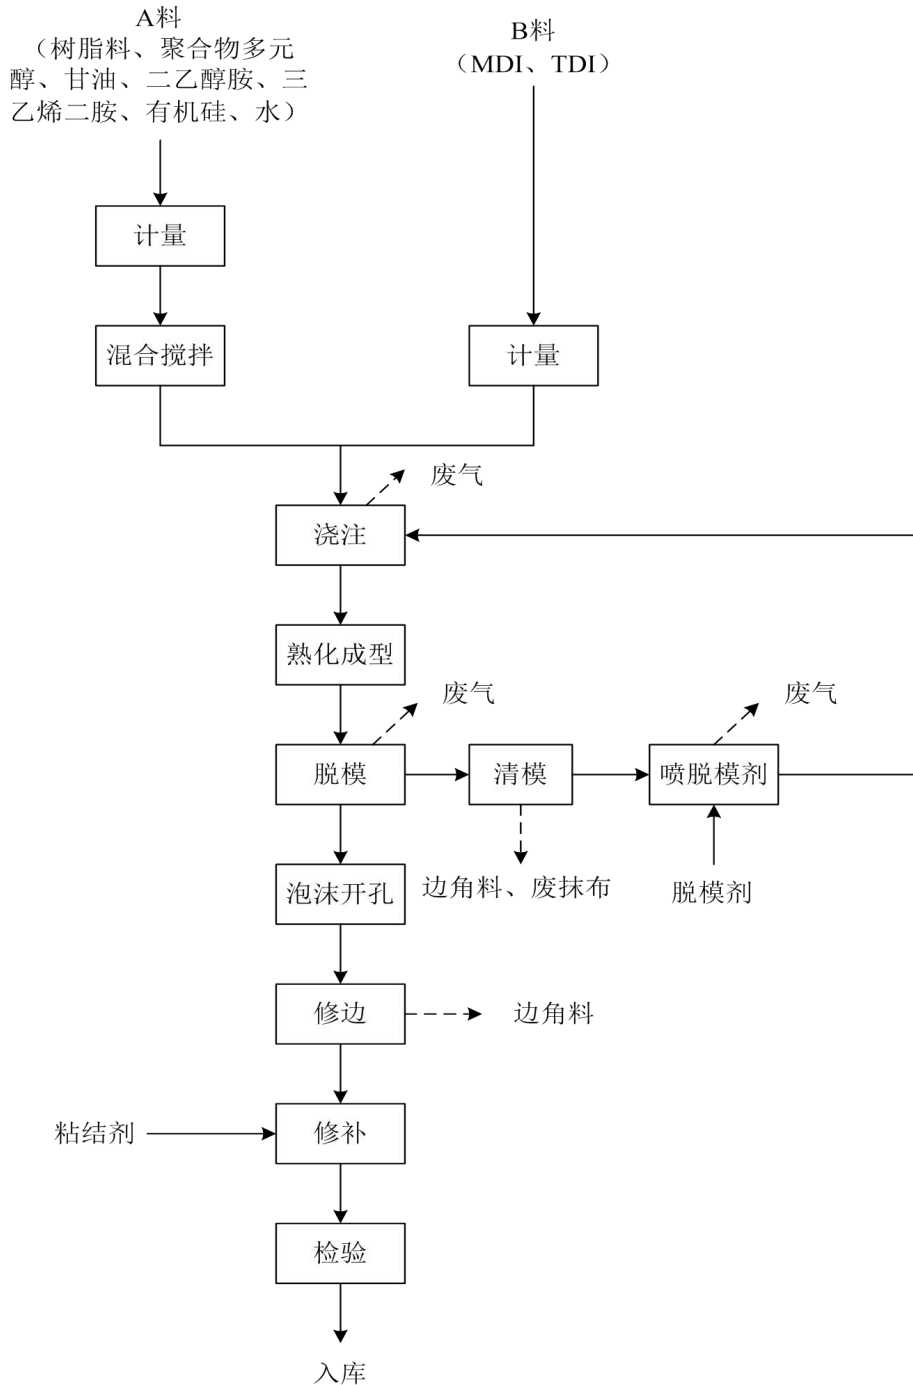 A料
（树脂料、聚合物多元
醇、甘油、二乙醇胺、三
乙烯二胺、有机硅、水）
B料
（MDI、TDI）
计量
混合搅拌
计量
废气
浇注
熟化成型
废气
废气
脱模
清模
喷脱模剂
泡沫开孔
边角料、废抹布
脱模剂
修边
边角料
粘结剂
修补
检验
入库